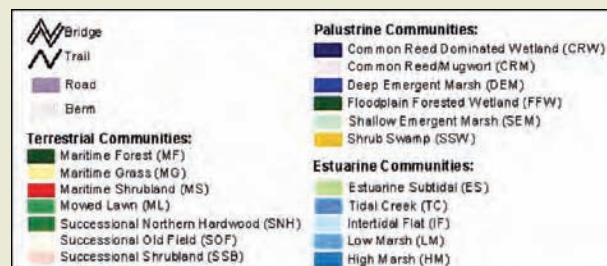 Bridge
Trail
Road
Berm
Terrestrial Communities:
Maritime Forest (MF)
Maritime Grass (MG)
Maritime Shrubland (MS)
Mowed Lawn (ML)
Successional Northern Hardwood (SNH)
Successional Old Field (SOF)
Successional Shrubland (SSB)
Palustrine Communities:
Common Reed Dominated Wetland (CRW)
Common Reed/Mugwort (CRM)
Deep Emergent Marsh (DEM)
Floodplain Forested Wetland (FFW)
Shallow Emergent Marsh (SEM)
Shrub Swamp (SSW)
Estuarine Communities:
Estuarine Subtidal (ES)
Tidal Creek (TC)
Intertidal Flat (IF)
Low Marsh (LM)
High Marsh (HM)